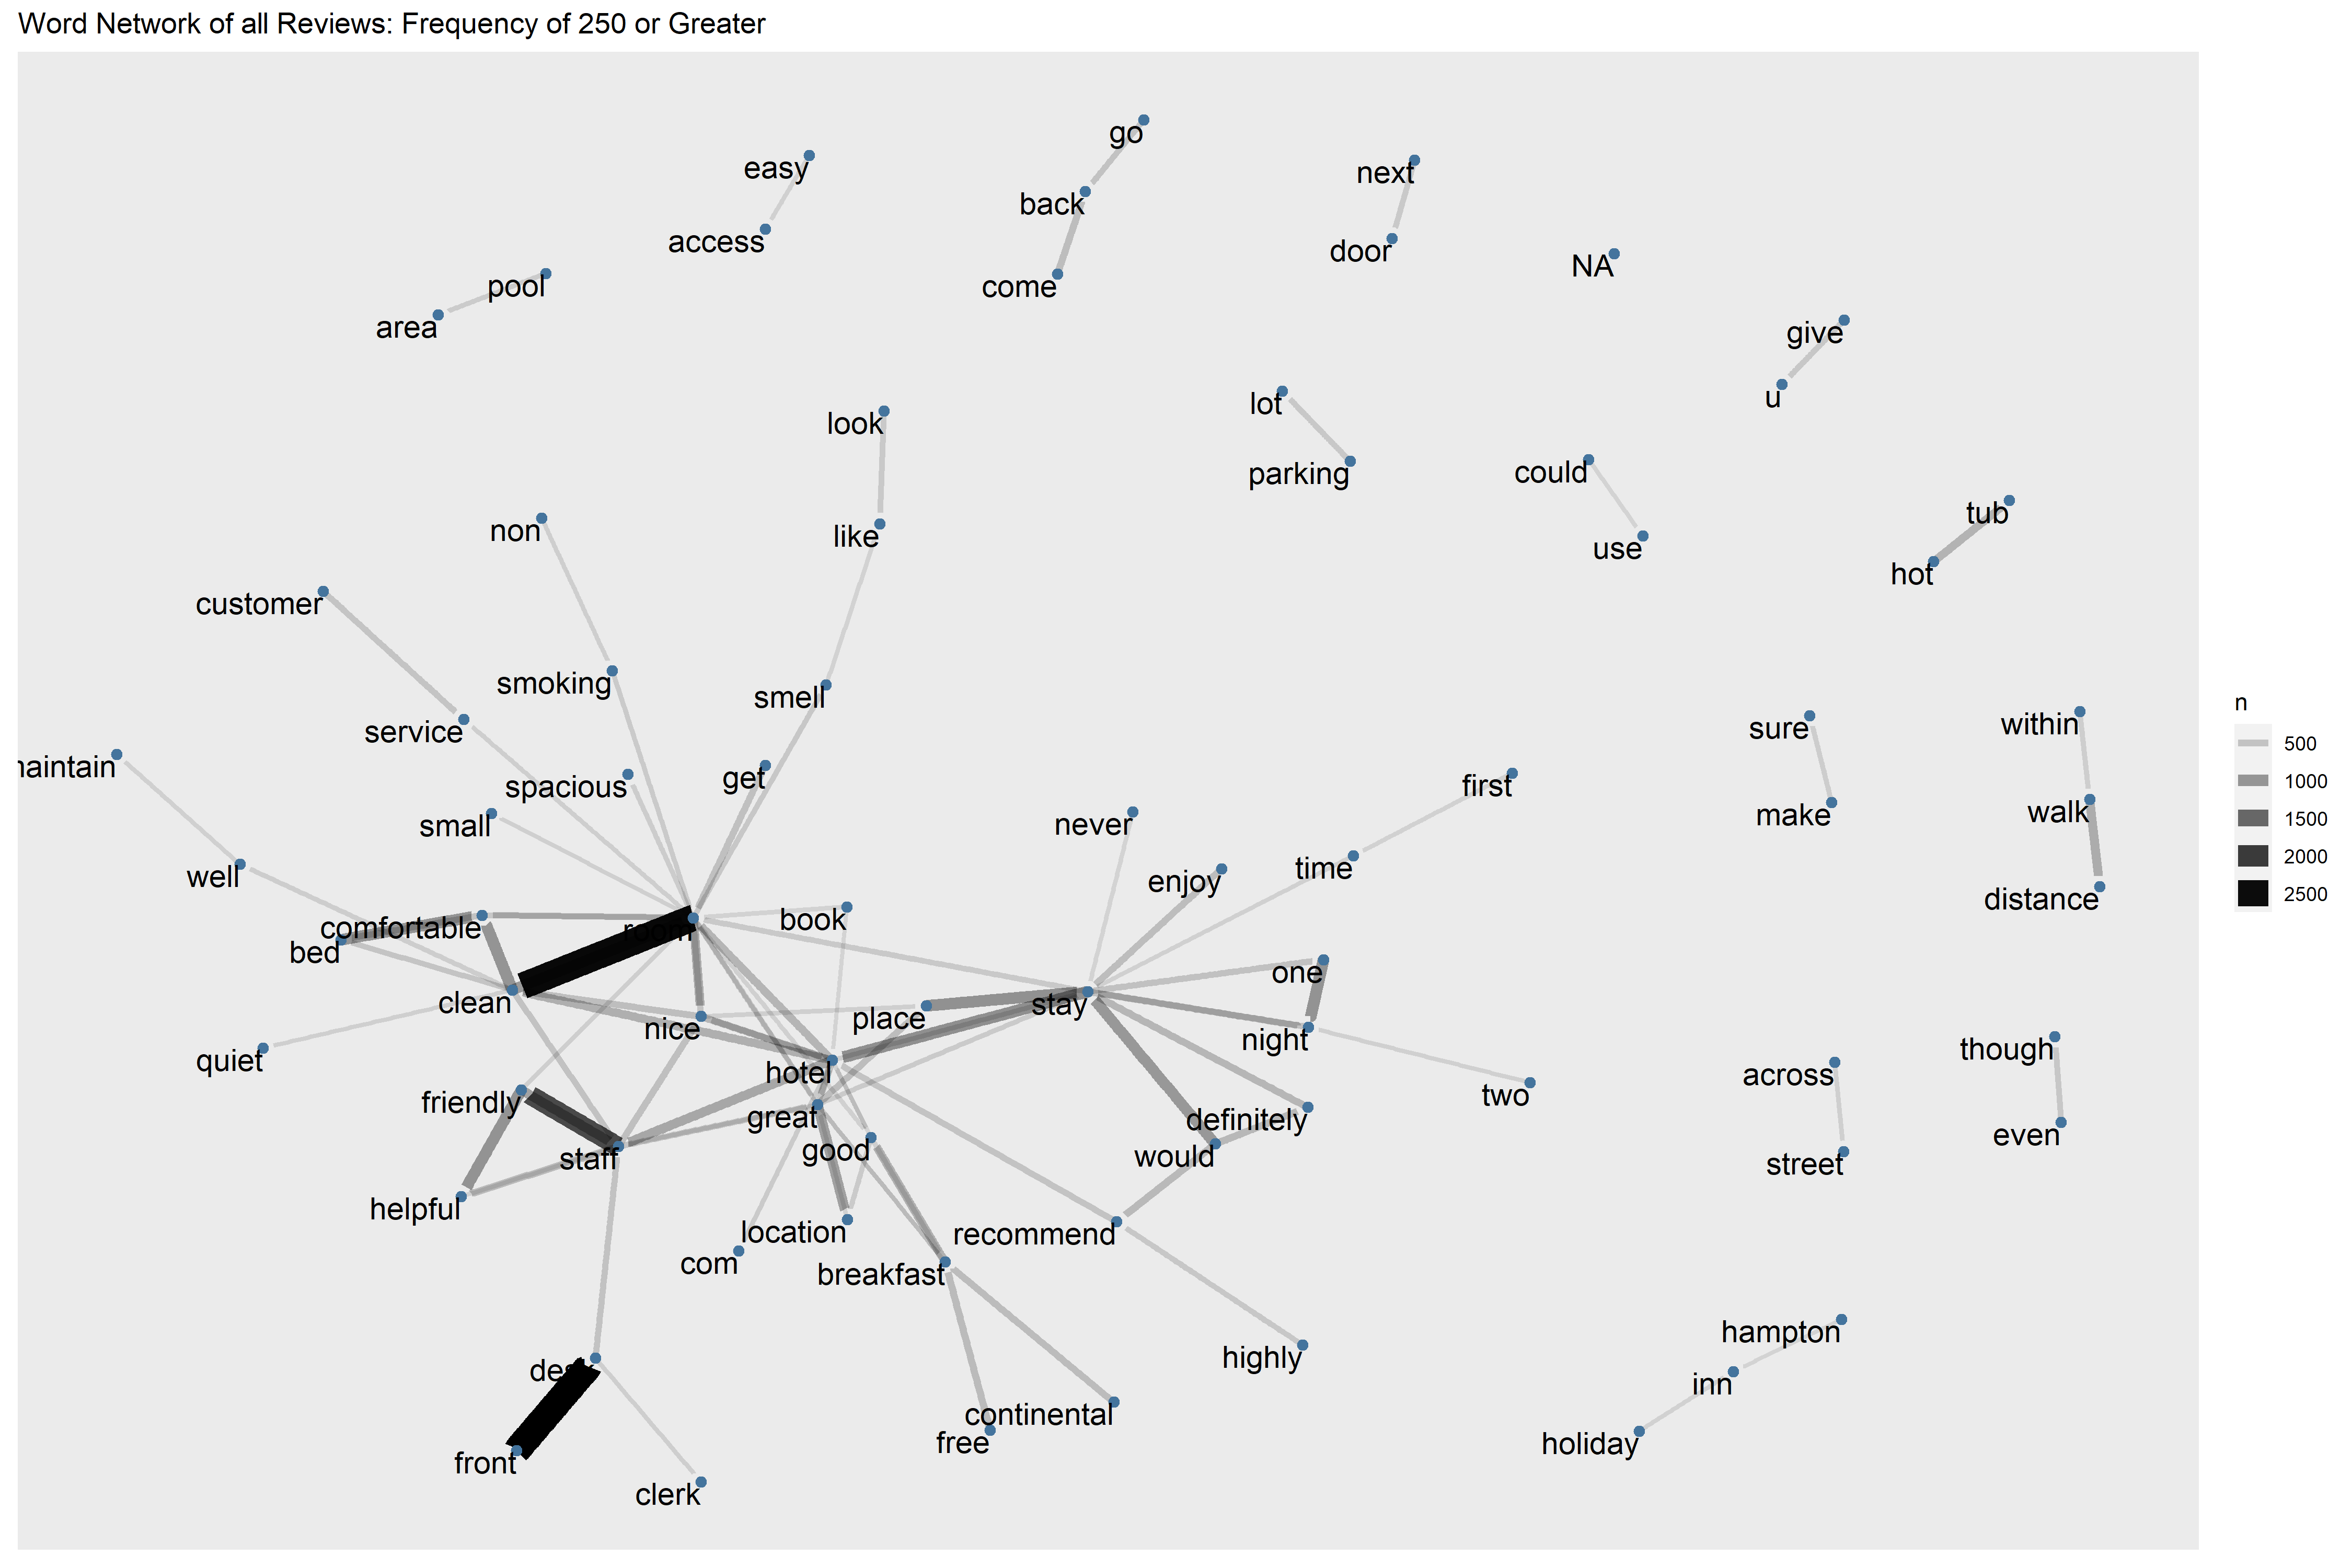 Word Network of all Reviews: Frequency of 250 or Greater
go
easy
next
back
access
door
NA
come
pool
area
give
u
lot
look
could
parking
tub
non
like
use
hot
customer
smoking
smell
service
sure
within
naintain
get
first
spacious
walk
make
small
never
time
well
enjoy
distance
book
comfortable
room
bed
one
clean
stay
place
nice
night
though
quiet
hotel
across
two
friendly
great
definitely
even
good
would
staff
street
helpful
location
recommend
com
breakfast
hampton
highly
desk
inn
continental
free
holiday
front
clerk
n
500
1000
1500
2000
2500